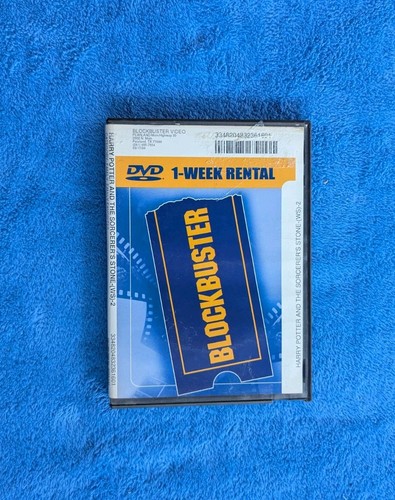 BLOCKBUSTER VIDEO
DVD
VIDEO
1-WEEK RENTAL
BLOCKBUSTER
HARRY POTTER AND THE SORCERER'S STONE-(WS)-2
HARRY POTTER AND THE SORCERER'S STONE-(WS)-2